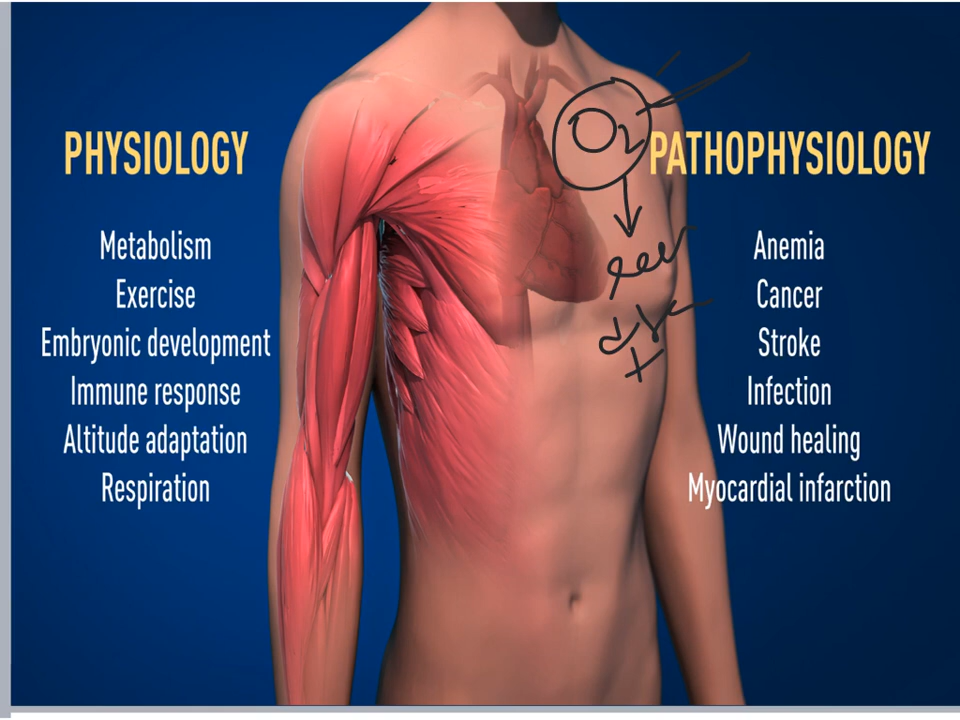 PHYSIOLOGY
Metabolism
Exercise
Embryonic development
Immune response
Altitude adaptation
Respiration
O2
PATHOPHYSIOLOGY
Anemia
Cancer
Stroke
Infection
Wound healing
Myocardial infarction